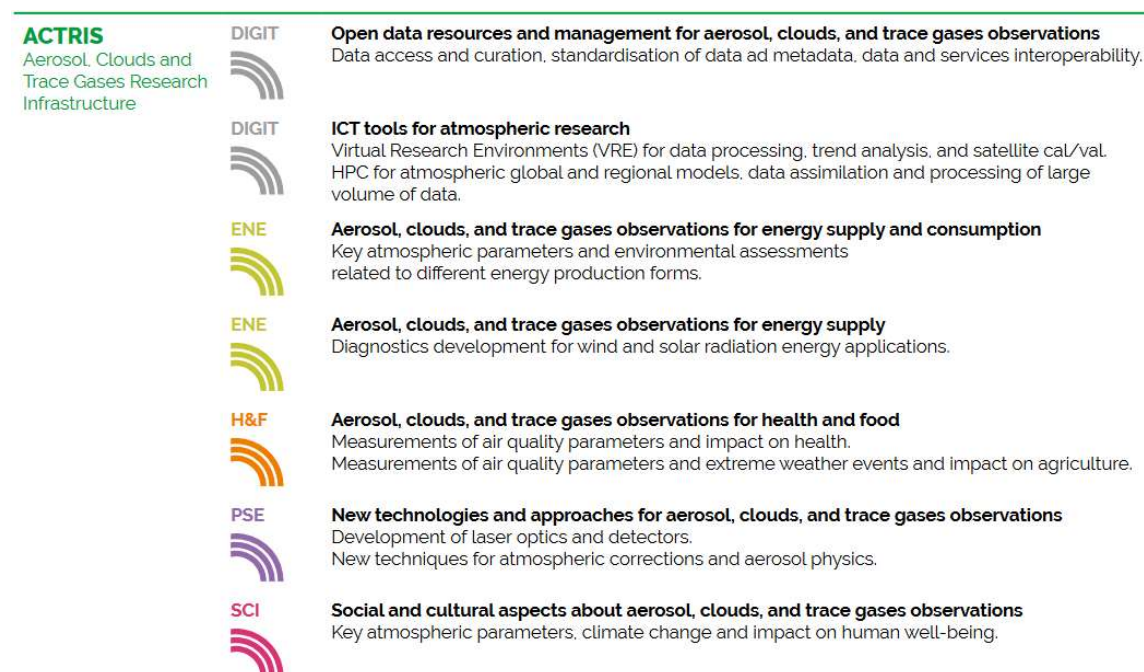 ACTRIS
Aerosol, Clouds and
Trace Gases Research
Infrastructure
DIGIT
Open data resources and management for aerosol, clouds, and trace gases observations
Data access and curation, standardisation of data ad metadata, data and services interoperability.
DIGIT
ICT tools for atmospheric research
Virtual Research Environments (VRE) for data processing, trend analysis, and satellite cal/val.
HPC for atmospheric global and regional models, data assimilation and processing of large
volume of data.
ENE
Aerosol, clouds, and trace gases observations for energy supply and consumption
Key atmospheric parameters and environmental assessments
related to different energy production forms.
ENE
Aerosol, clouds, and trace gases observations for energy supply
Diagnostics development for wind and solar radiation energy applications.
H&F
Aerosol, clouds, and trace gases observations for health and food
Measurements of air quality parameters and impact on health.
Measurements of air quality parameters and extreme weather events and impact on agriculture.
PSE
New technologies and approaches for aerosol, clouds, and trace gases observations
Development of laser optics and detectors.
New techniques for atmospheric corrections and aerosol physics.
SCI
Social and cultural aspects about aerosol, clouds, and trace gases observations
Key atmospheric parameters, climate change and impact on human well-being.